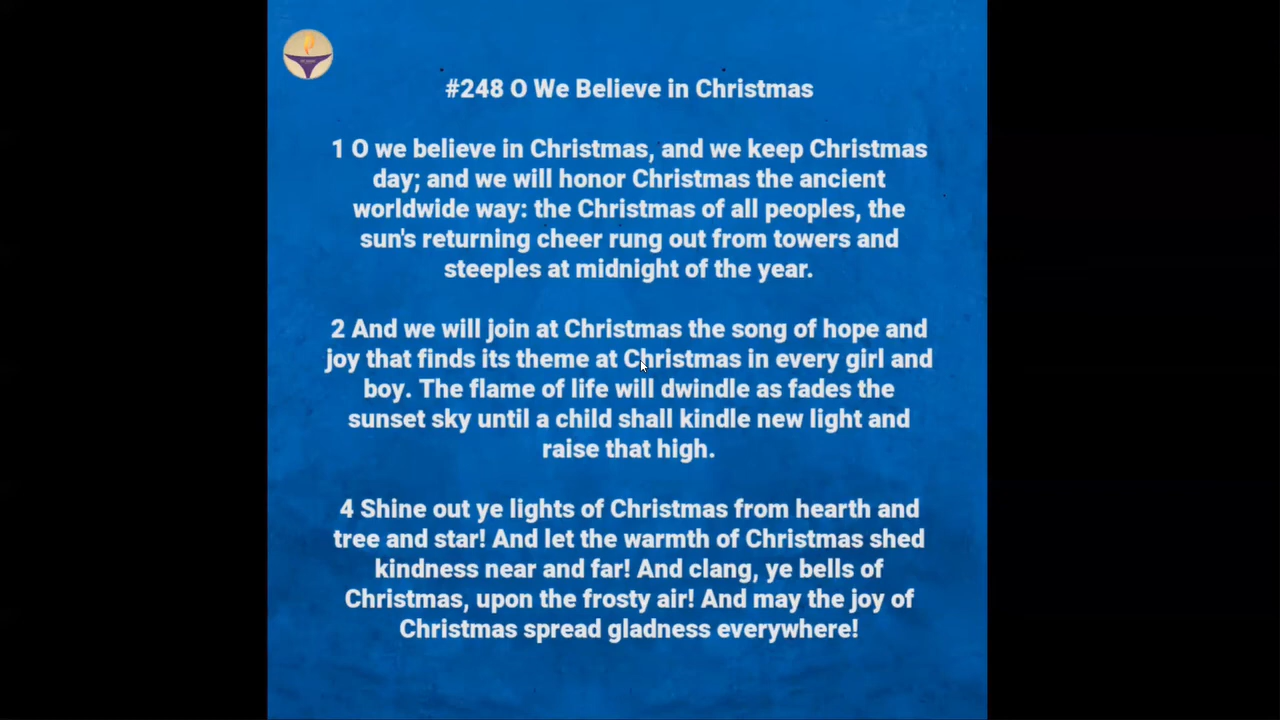 #248 O We Believe in Christmas
1 O we believe in Christmas, and we keep Christmas
day; and we will honor Christmas the ancient
worldwide way: the Christmas of all peoples, the
sun's returning cheer rung out from towers and
steeples at midnight of the year.
2 And we will join at Christmas the song of hope and
joy that finds its theme at Christmas in every girl and
boy. The flame of life will dwindle as fades the
sunset sky until a child shall kindle new light and
raise that high.
4 Shine out ye lights of Christmas from hearth and
tree and star! And let the warmth of Christmas shed
kindness near and far! And clang, ye bells of
Christmas, upon the frosty air! And may the joy of
Christmas spread gladness everywhere!